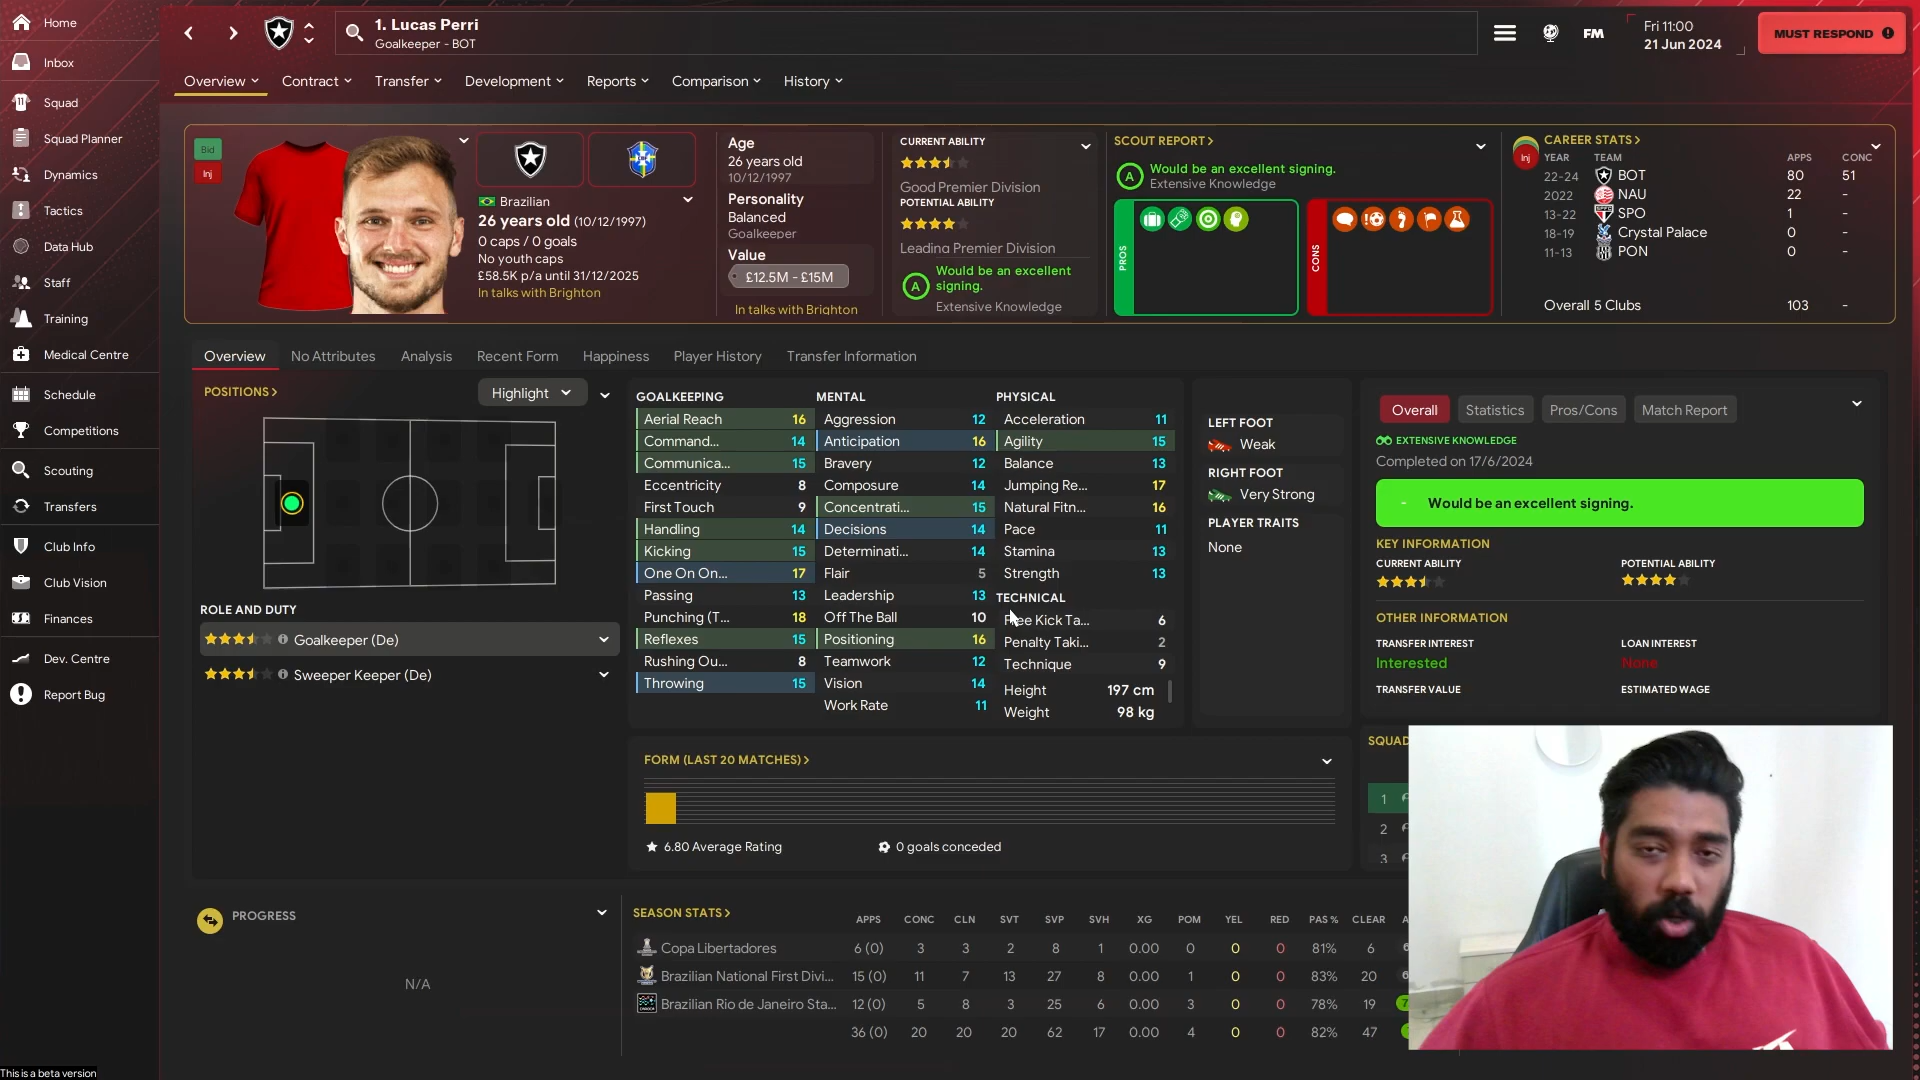 Home
Inbox
Squad
Squad Planner
Dynamics
Tactics
Data Hub
Staff
Training
Medical Centre
Schedule
Competitions
Scouting
Transfers
Club Info
Club Vision
Finances
Dev. Centre
Report Bug
This is a beta version
1. Lucas Perri
Goalkeeper - BOT
FM
Fri 11:00
21 Jun 2024
MUST RESPOND
Overview Contract Transfer Development Reports Comparison History
Bid
Inj
Brazilian
26 years old (10/12/1997)
0 caps / 0 goals
No youth caps
£58.5K p/a until 31/12/2025
In talks with Brighton
Age
26 years old
10/12/1997
Personality
Balanced
Goalkeeper
Value
£12.5M - £15M
In talks with Brighton
CURRENT ABILITY
Good Premier Division
POTENTIAL ABILITY
Leading Premier Division
A Would be an excellent
signing.
Extensive Knowledge
SCOUT REPORT >
A Would be an excellent signing.
Extensive Knowledge
PROS
CONS
Inj
CAREER STATS >
YEAR TEAM APPS CONC
22-24 BOT 80 51
2022 NAU 22 -
13-22 SPO 1 -
18-19 Crystal Palace 0 -
11-13 PON 0 -
Overall 5 Clubs 103 -
Overview No Attributes Analysis Recent Form Happiness Player History Transfer Information
POSITIONS >
Highlight
ROLE AND DUTY
Goalkeeper (De)
Sweeper Keeper (De)
GOALKEEPING
Aerial Reach 16
Command... 14
Communica... 15
Eccentricity 8
First Touch 9
Handling 14
Kicking 15
One On On... 17
Passing 13
Punching (T... 18
Reflexes 15
Rushing Ou... 8
Throwing 15
MENTAL
Aggression 12
Anticipation 16
Bravery 12
Composure 14
Concentrati... 15
Decisions 14
Determinati... 14
Flair 5
Leadership 13
Off The Ball 10
Positioning 16
Teamwork 12
Vision 14
Work Rate 11
PHYSICAL
Acceleration 11
Agility 15
Balance 13
Jumping Re... 17
Natural Fitn... 16
Pace 11
Stamina 13
Strength 13
TECHNICAL
Free Kick Ta... 6
Penalty Taki... 2
Technique 9
Height 197 cm
Weight 98 kg
LEFT FOOT
Weak
RIGHT FOOT
Very Strong
PLAYER TRAITS
None
Overall Statistics Pros/Cons Match Report
EXTENSIVE KNOWLEDGE
Completed on 17/6/2024
- Would be an excellent signing.
KEY INFORMATION
CURRENT ABILITY POTENTIAL ABILITY
OTHER INFORMATION
TRANSFER INTEREST LOAN INTEREST
Interested None
TRANSFER VALUE ESTIMATED WAGE
SQUAD
1
2
3
FORM (LAST 20 MATCHES) >
6.80 Average Rating 0 goals conceded
PROGRESS
N/A
SEASON STATS > APPS CONC CLN SVT SVP SVH XG POM YEL RED PAS % CLEAR
Copa Libertadores 6 (0) 3 3 2 8 1 0.00 0 0 0 81% 6
Brazilian National First Divi... 15 (0) 11 7 13 27 8 0.00 1 0 0 83% 20
Brazilian Rio de Janeiro Sta... 12 (0) 5 8 3 25 6 0.00 3 0 0 78% 19
36 (0) 20 20 20 62 17 0.00 4 0 0 82% 47